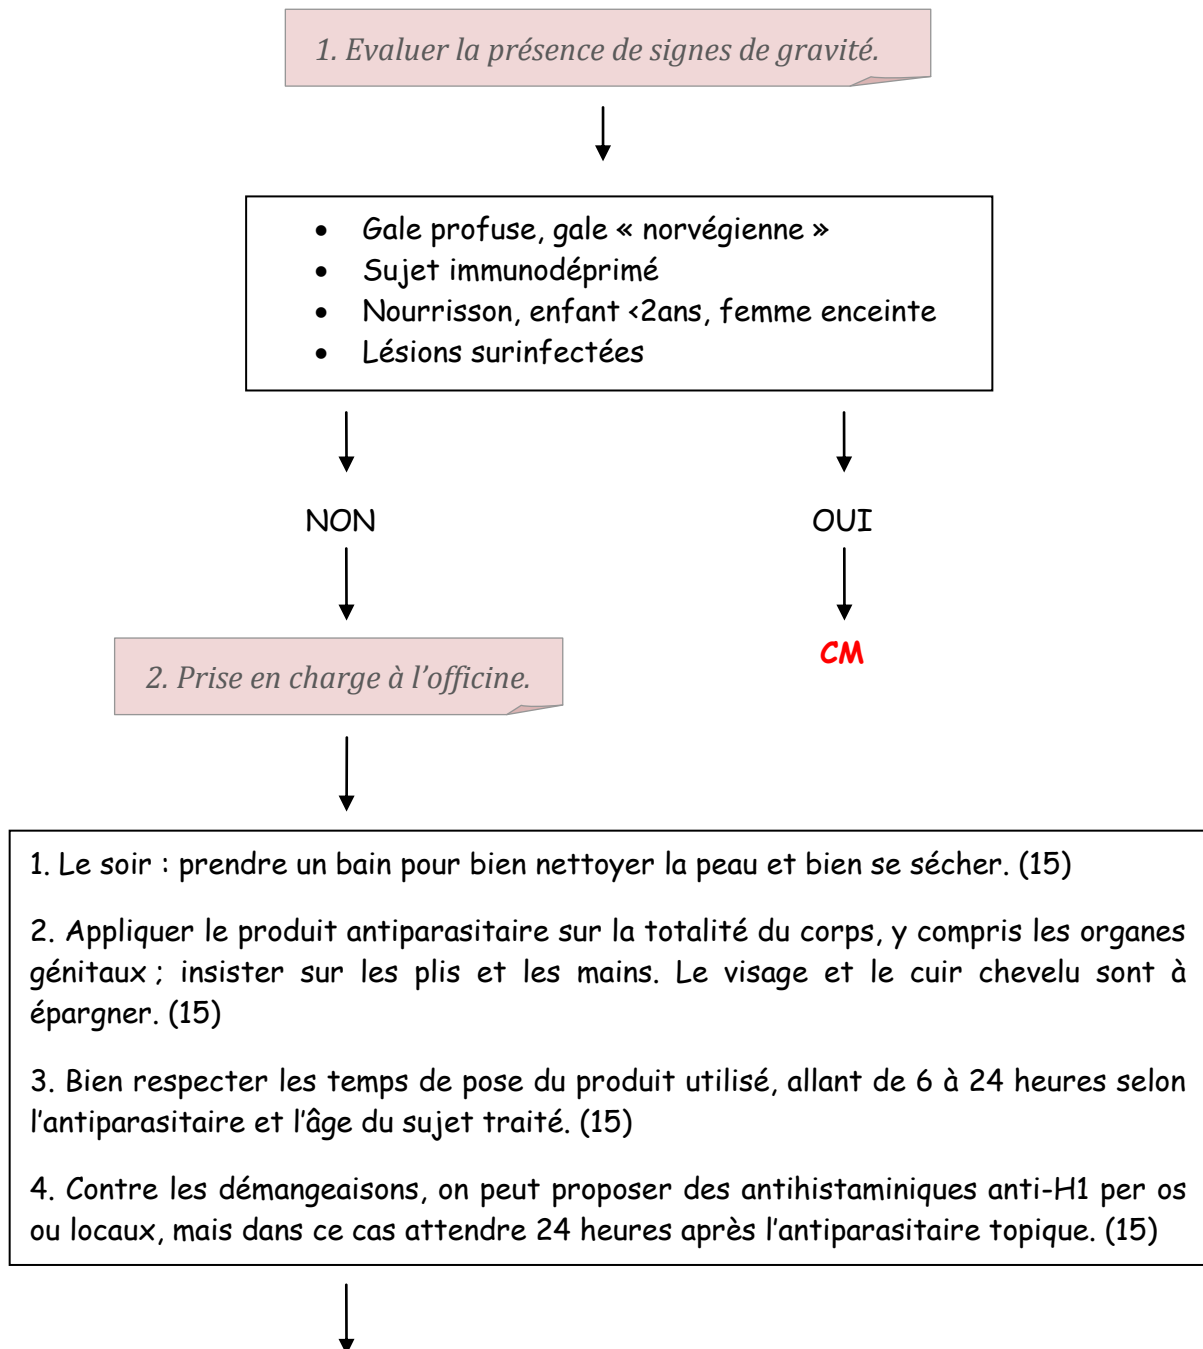 1. Evaluer la présence de signes de gravité.
• Gale profuse, gale « norvégienne »
• Sujet immunodéprimé
• Nourrisson, enfant <2ans, femme enceinte
• Lésions surinfectées
NON
OUI
CM
2. Prise en charge à l’officine.
1. Le soir : prendre un bain pour bien nettoyer la peau et bien se sécher. (15)
2. Appliquer le produit antiparasitaire sur la totalité du corps, y compris les organes
génitaux ; insister sur les plis et les mains. Le visage et le cuir chevelu sont à
épargner. (15)
3. Bien respecter les temps de pose du produit utilisé, allant de 6 à 24 heures selon
l’antiparasitaire et l’âge du sujet traité. (15)
4. Contre les démangeaisons, on peut proposer des antihistaminiques anti-H1 per os
ou locaux, mais dans ce cas attendre 24 heures après l’antiparasitaire topique. (15)